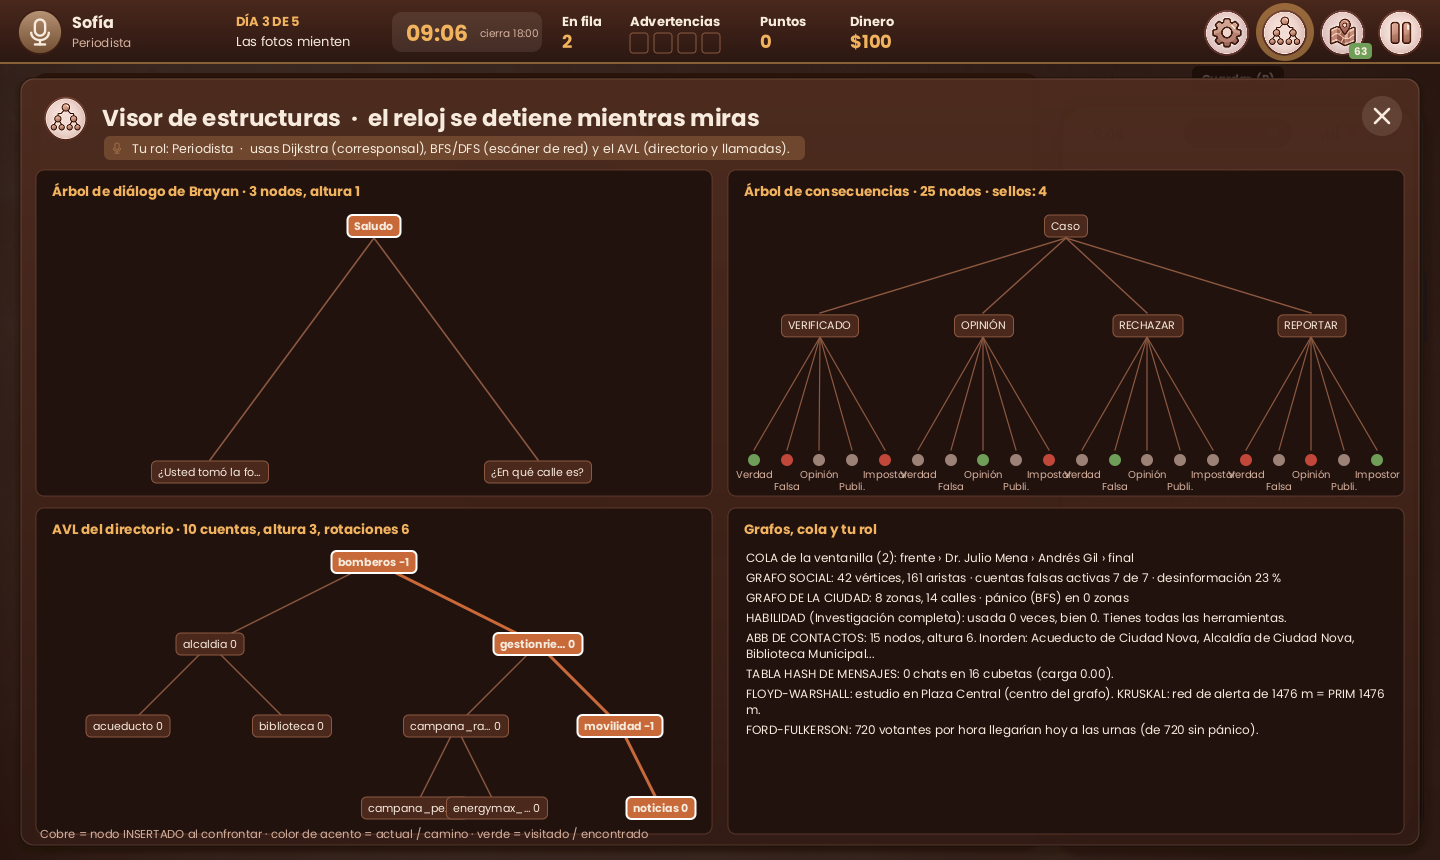 Sofía
Periodista
DÍA 3 DE 5
Las fotos mienten
09:06 cierra 18:00
En fila
2
Advertencias
Puntos
0
Dinero
$100
63
Visor de estructuras · el reloj se detiene mientras miras
Tu rol: Periodista · usas Dijkstra (corresponsal), BFS/DFS (escáner de red) y el AVL (directorio y llamadas).
Árbol de diálogo de Brayan · 3 nodos, altura 1
Saludo
¿Usted tomó la fo...
¿En qué calle es?
Árbol de consecuencias · 25 nodos · sellos: 4
Caso
VERIFICADO
OPINIÓN
RECHAZAR
REPORTAR
Verdad
Falsa
Opinión
Publi.
Impostor
Verdad
Falsa
Opinión
Publi.
Impostor
Verdad
Falsa
Opinión
Publi.
Impostor
Verdad
Falsa
Opinión
Publi.
Impostor
AVL del directorio · 10 cuentas, altura 3, rotaciones 6
bomberos -1
alcaldia 0
gestionrie... 0
acueducto 0
biblioteca 0
campana_ra... 0
movilidad -1
campana_pe
energymax_... 0
noticias 0
Cobre = nodo INSERTADO al confrontar · color de acento = actual / camino · verde = visitado / encontrado
Grafos, cola y tu rol
COLA de la ventanilla (2): frente › Dr. Julio Mena › Andrés Gil › final
GRAFO SOCIAL: 42 vértices, 161 aristas · cuentas falsas activas 7 de 7 · desinformación 23 %
GRAFO DE LA CIUDAD: 8 zonas, 14 calles · pánico (BFS) en 0 zonas
HABILIDAD (Investigación completa): usada 0 veces, bien 0. Tienes todas las herramientas.
ABB DE CONTACTOS: 15 nodos, altura 6. Inorden: Acueducto de Ciudad Nova, Alcaldía de Ciudad Nova,
Biblioteca Municipal...
TABLA HASH DE MENSAJES: 0 chats en 16 cubetas (carga 0.00).
FLOYD-WARSHALL: estudio en Plaza Central (centro del grafo). KRUSKAL: red de alerta de 1476 m = PRIM 1476
m.
FORD-FULKERSON: 720 votantes por hora llegarían hoy a las urnas (de 720 sin pánico).